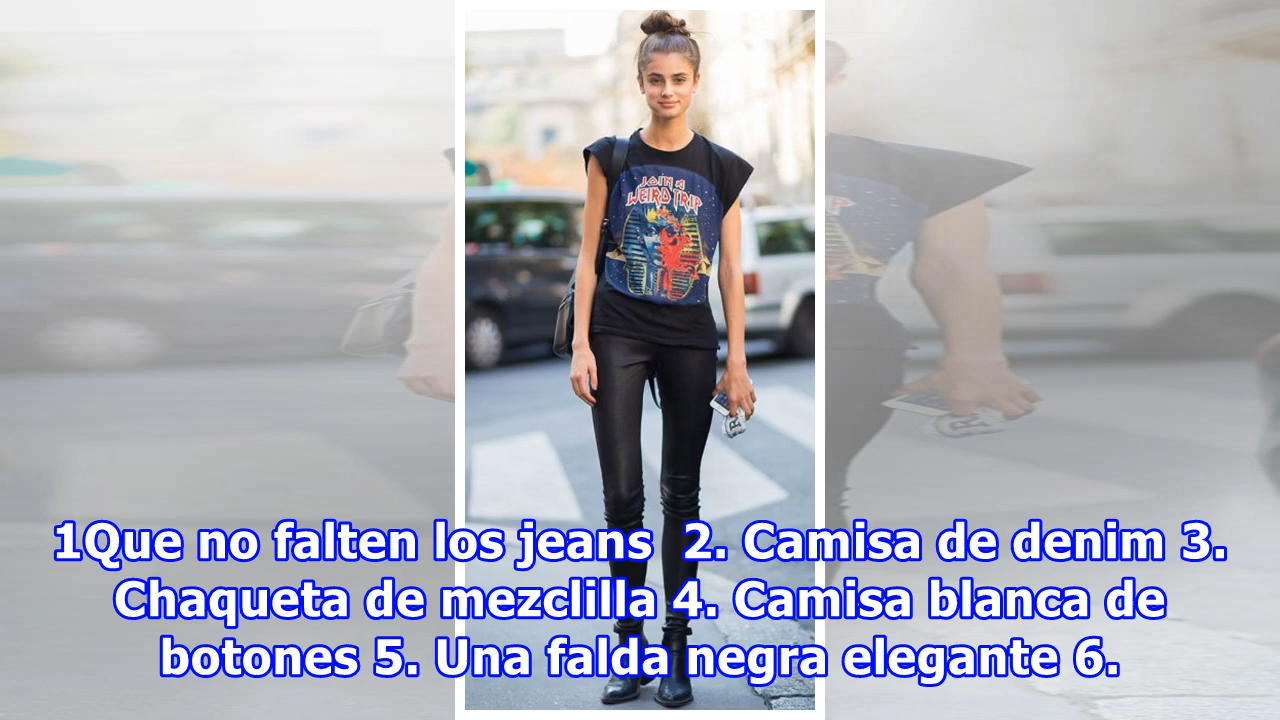 JOIN A
WEIRD TRIP
1Que no falten los jeans  2. Camisa de denim 3.
Chaqueta de mezclilla 4. Camisa blanca de
botones 5. Una falda negra elegante 6.